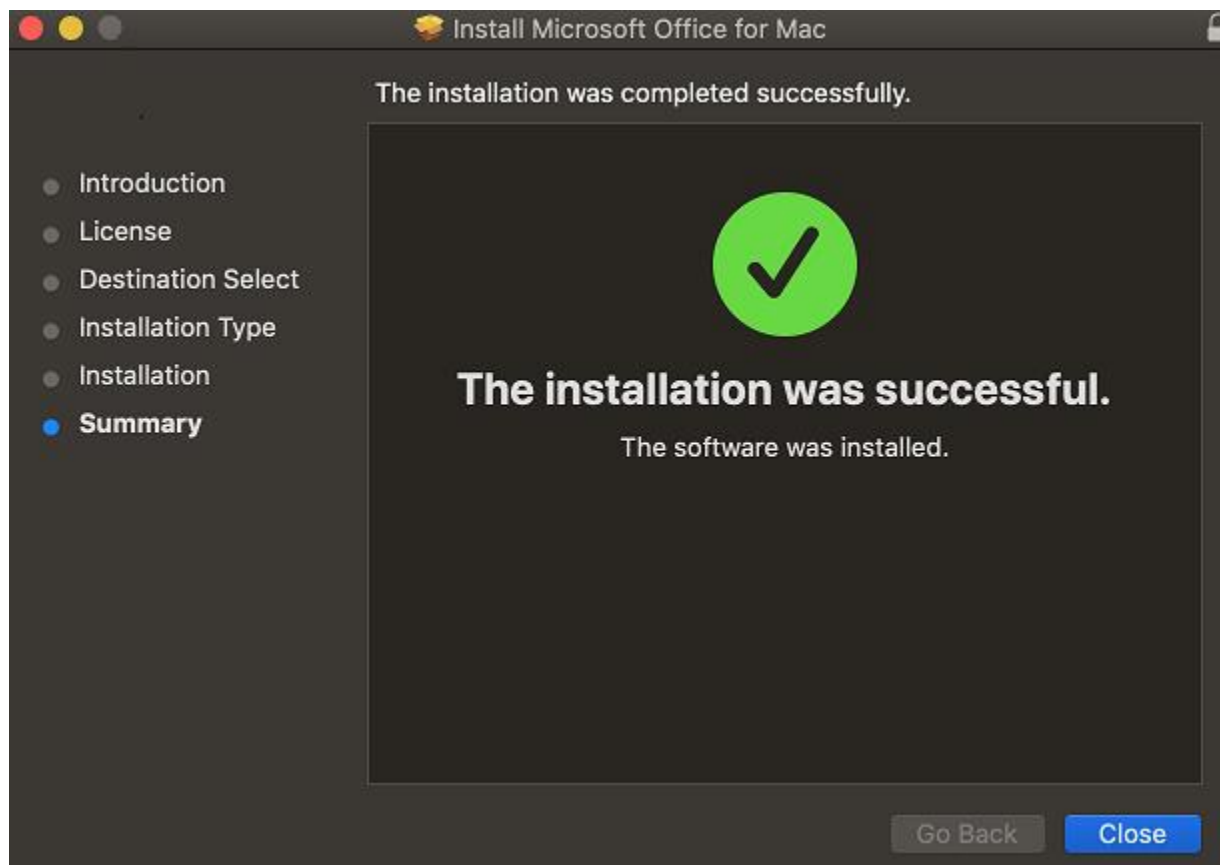 Install Microsoft Office for Mac
The installation was completed successfully.
Introduction
License
Destination Select
Installation Type
Installation
Summary
The installation was successful.
The software was installed.
Go Back
Close